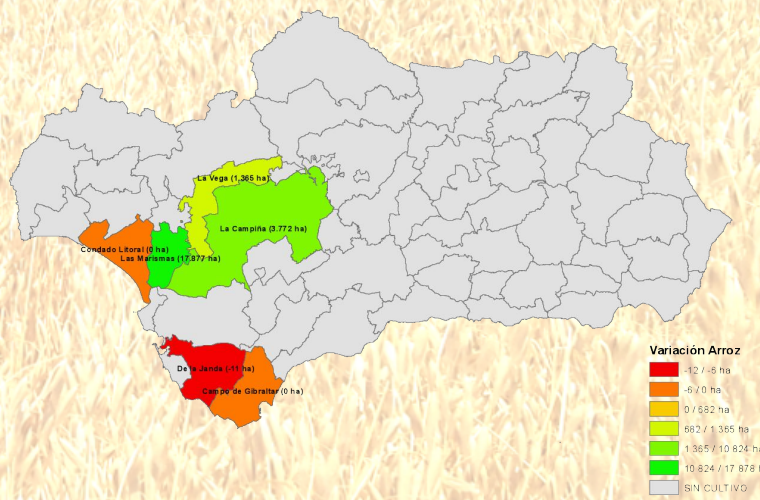 La Vega (1,365 ha)
La Campiña (3.772 ha)
Condado Litoral (0 ha)
Las Marismas (17.877 ha)
De la Janda (-11 ha)
Campo de Gibraltar (0 ha)
Variación Arroz
-12 / -5 ha
-6 / 0 ha
0 / 682 ha
682 / 1 365 ha
1 365 / 10 824 ha
10 824 / 17 878 h
SIN CULTIVO